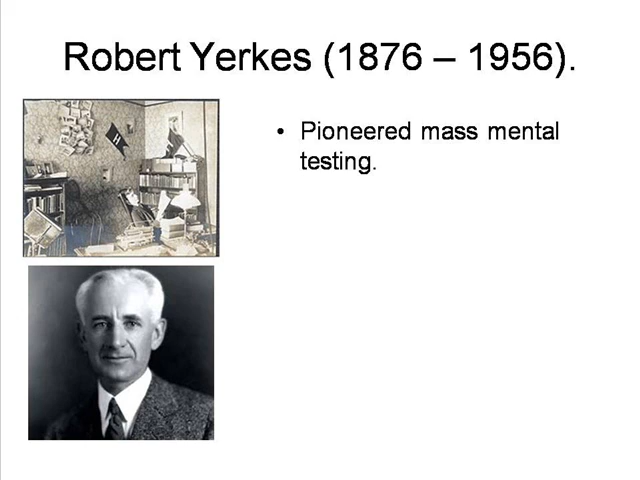 Robert Yerkes (1876 – 1956).
H
• Pioneered mass mental
testing.